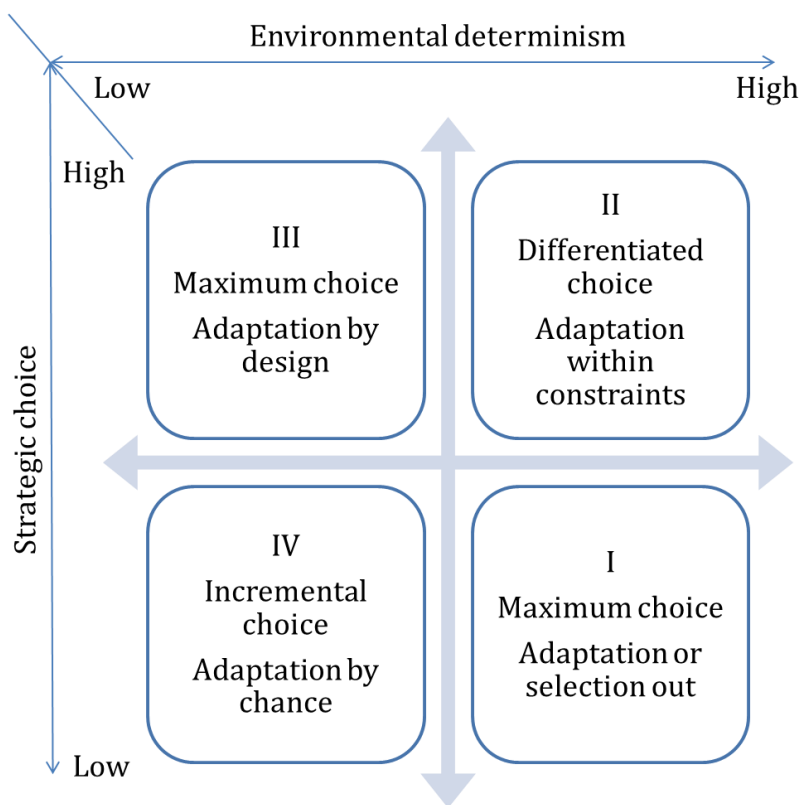 Environmental determinism
Low
High
High
III
Maximum choice
Adaptation by
design
II
Differentiated
choice
Adaptation
within
constraints
Strategic choice
IV
Incremental
choice
Adaptation by
chance
I
Maximum choice
Adaptation or
selection out
Low